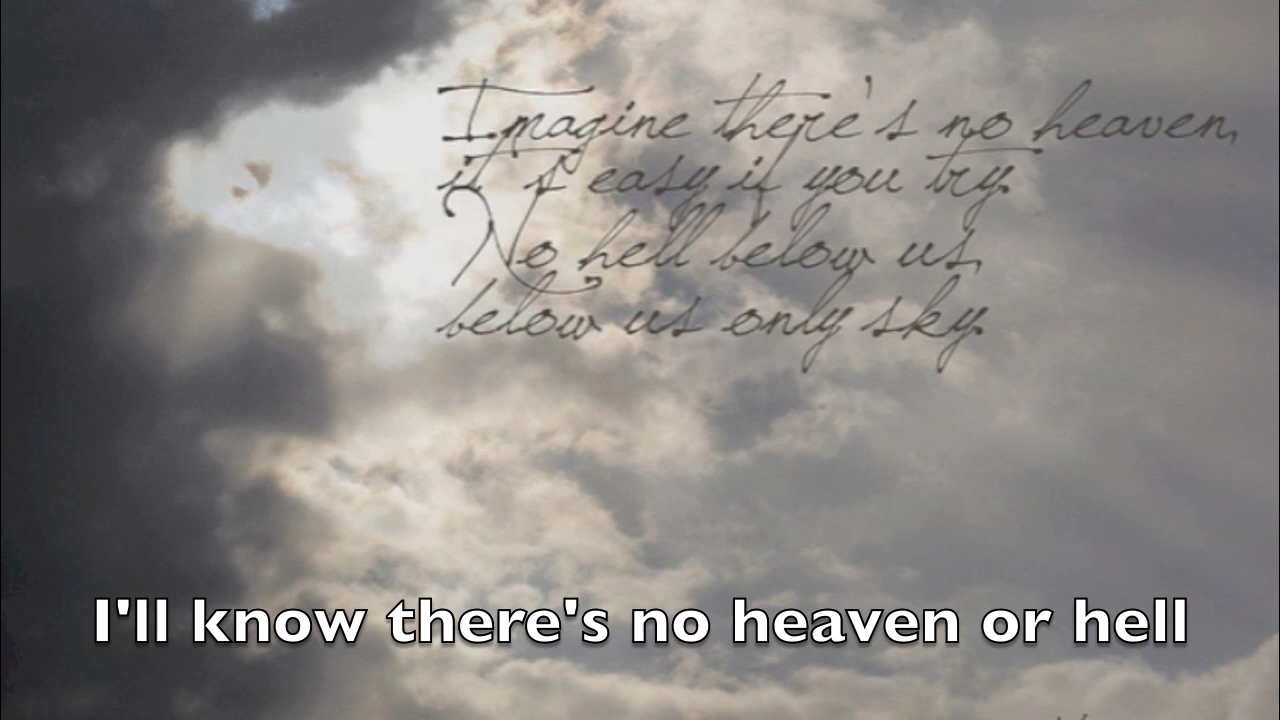 Imagine there's no heaven,
it's easy if you try.
No hell below us,
below us only sky.
I'll know there's no heaven or hell